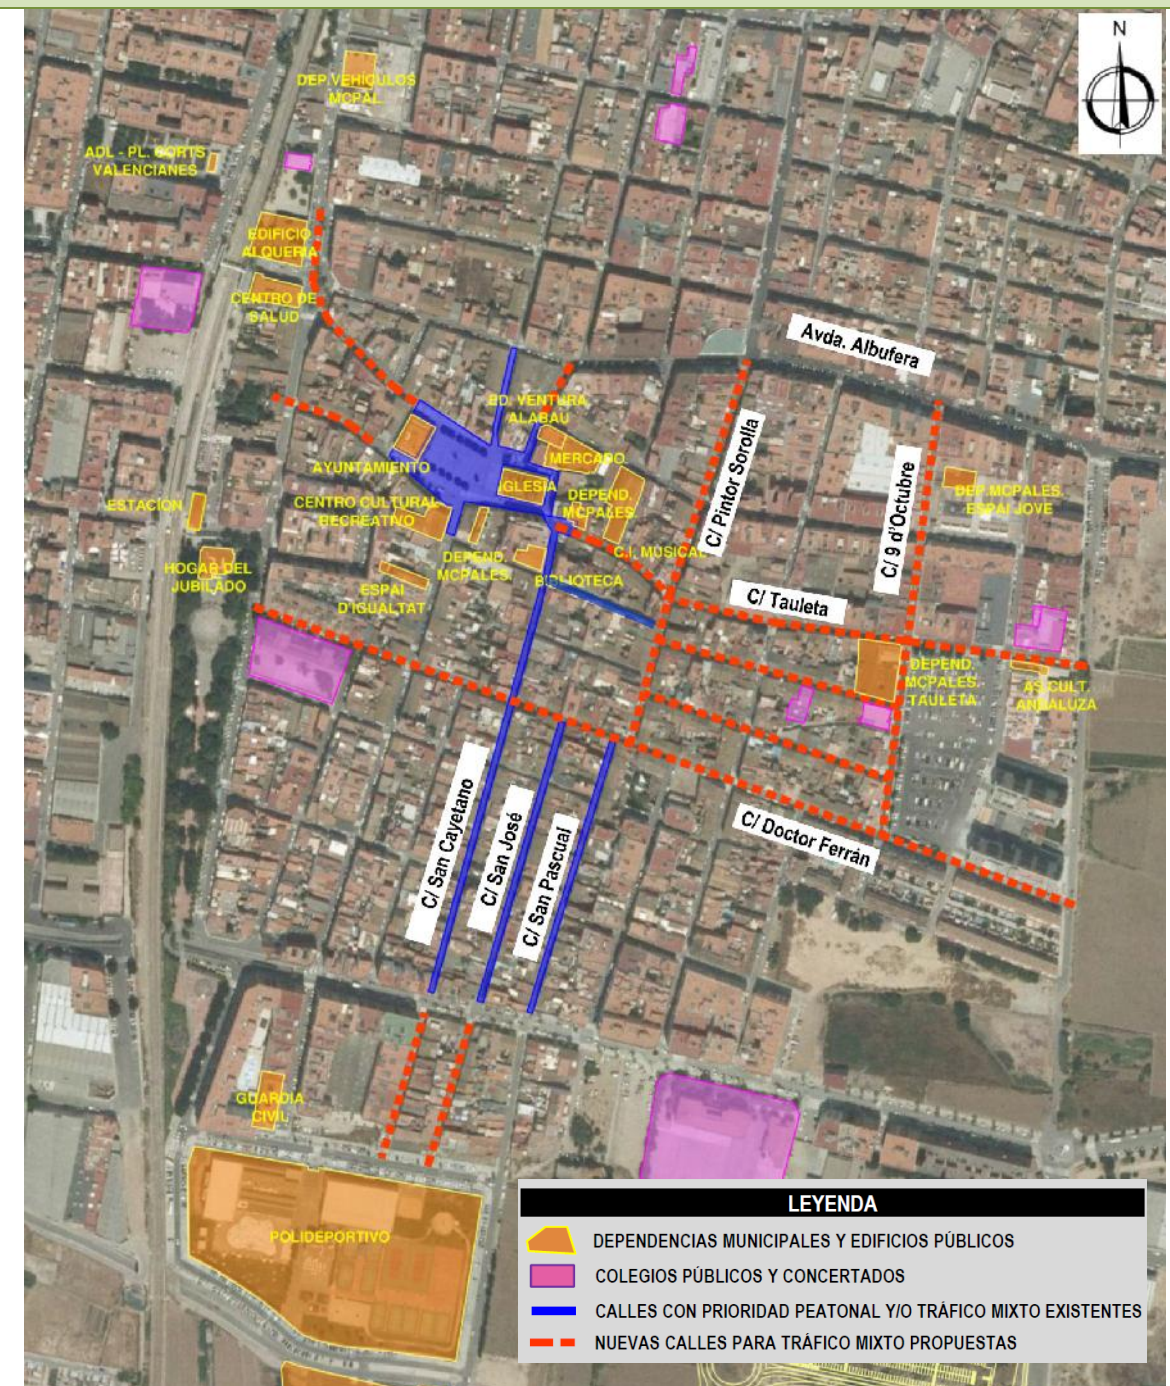 N
DEP.VEHICULOS
MCPAL.
ADL - PL. CORTS
VALENCIANES
EDIFICIO
ALQUERIA
CENTRO DE
SALUD
Avda. Albufera
BD. VENTURA
ALABAU
C/ Pintor Sorolla
MERCADO
AYUNTAMIENTO
IGLESIA
C/ 9 d'Octubre
DEPEND.
MCPALES.
DEP.MCPALES.
ESPAI JOVE
ESTACIÓN
CENTRO CULTURAL
RECREATIVO
C.I. MUSICAL
HOGAR DEL
JUBILADO
DEPEND.
MCPALES.
BIBLIOTECA
ESPAI
D'IGUALTAT
C/ Tauleta
DEPEND.
MCPALES.
TAULETA
AS.CULT.
ANDALUZA
C/ San Cayetano
C/ San José
C/ San Pascual
C/ Doctor Ferrán
GUARDIA
CIVIL
POLIDEPORTIVO
LEYENDA
DEPENDENCIAS MUNICIPALES Y EDIFICIOS PÚBLICOS
COLEGIOS PÚBLICOS Y CONCERTADOS
CALLES CON PRIORIDAD PEATONAL Y/O TRÁFICO MIXTO EXISTENTES
NUEVAS CALLES PARA TRÁFICO MIXTO PROPUESTAS